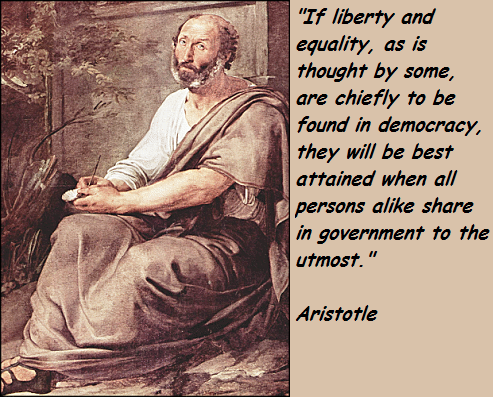 "If liberty and
equality, as is
thought by some,
are chiefly to be
found in democracy,
they will be best
attained when all
persons alike share
in government to the
utmost."
Aristotle